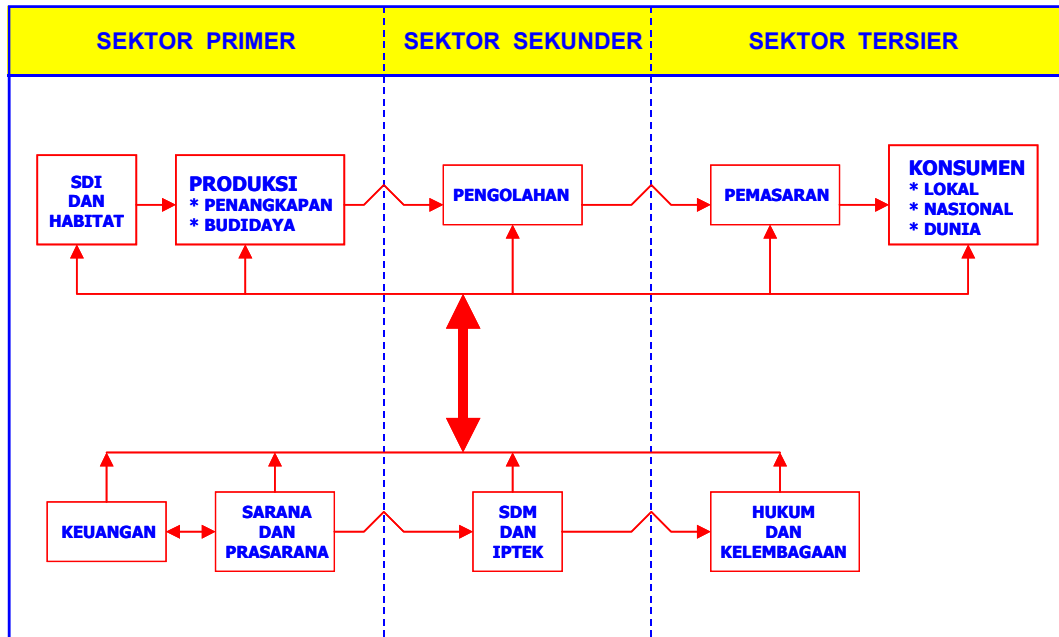 SEKTOR PRIMER
SEKTOR SEKUNDER
SEKTOR TERSIER
SDI
DAN
HABITAT
PRODUKSI
* PENANGKAPAN
* BUDIDAYA
PENGOLAHAN
PEMASARAN
KONSUMEN
* LOKAL
* NASIONAL
* DUNIA
KEUANGAN
SARANA
DAN
PRASARANA
SDM
DAN
IPTEK
HUKUM
DAN
KELEMBAGAAN